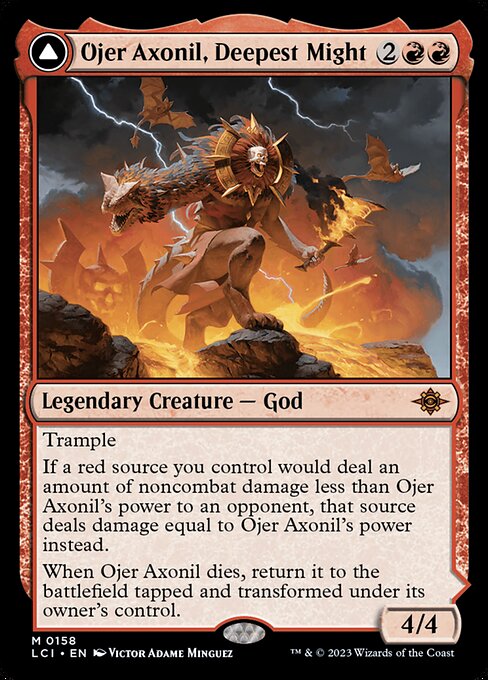 Ojer Axonil, Deepest Might 2
Legendary Creature — God
Trample
If a red source you control would deal an
amount of noncombat damage less than Ojer
Axonil's power to an opponent, that source
deals damage equal to Ojer Axonil's power
instead.
When Ojer Axonil dies, return it to the
battlefield tapped and transformed under its
owner's control.
4/4
M 0158
LCI • EN Victor Adame Minguez
™ & © 2023 Wizards of the Coast